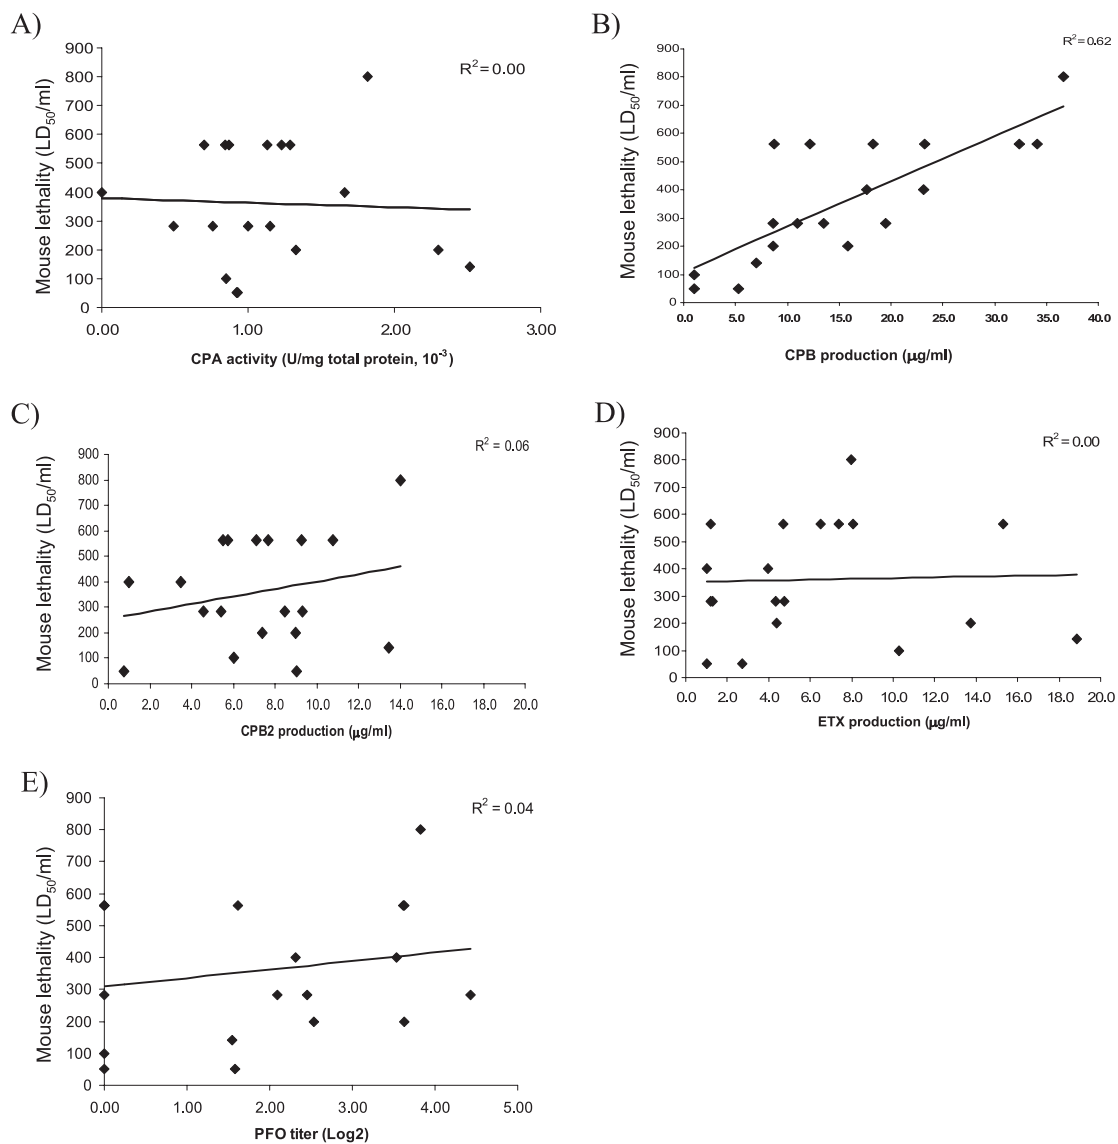 A)
R²=0.00
Mouse lethality (LD₅₀/ml)
900
800
700
600
500
400
300
200
100
0
0.00 1.00 2.00 3.00
CPA activity (U/mg total protein, 10⁻³)
B)
R²=0.62
Mouse lethality (LD₅₀/ml)
900
800
700
600
500
400
300
200
100
0
0.0 5.0 10.0 15.0 20.0 25.0 30.0 35.0 40.0
CPB production (µg/ml)
C)
R² = 0.06
Mouse lethality (LD₅₀/ml)
900
800
700
600
500
400
300
200
100
0
0.0 2.0 4.0 6.0 8.0 10.0 12.0 14.0 16.0 18.0 20.0
CPB2 production (µg/ml)
D)
R²=0.00
Mouse lethality (LD₅₀/ml)
900
800
700
600
500
400
300
200
100
0
0.0 2.0 4.0 6.0 8.0 10.0 12.0 14.0 16.0 18.0 20.0
ETX production (µg/ml)
E)
R² = 0.04
Mouse lethality (LD₅₀/ml)
900
800
700
600
500
400
300
200
100
0
0.00 1.00 2.00 3.00 4.00 5.00
PFO titer (Log2)